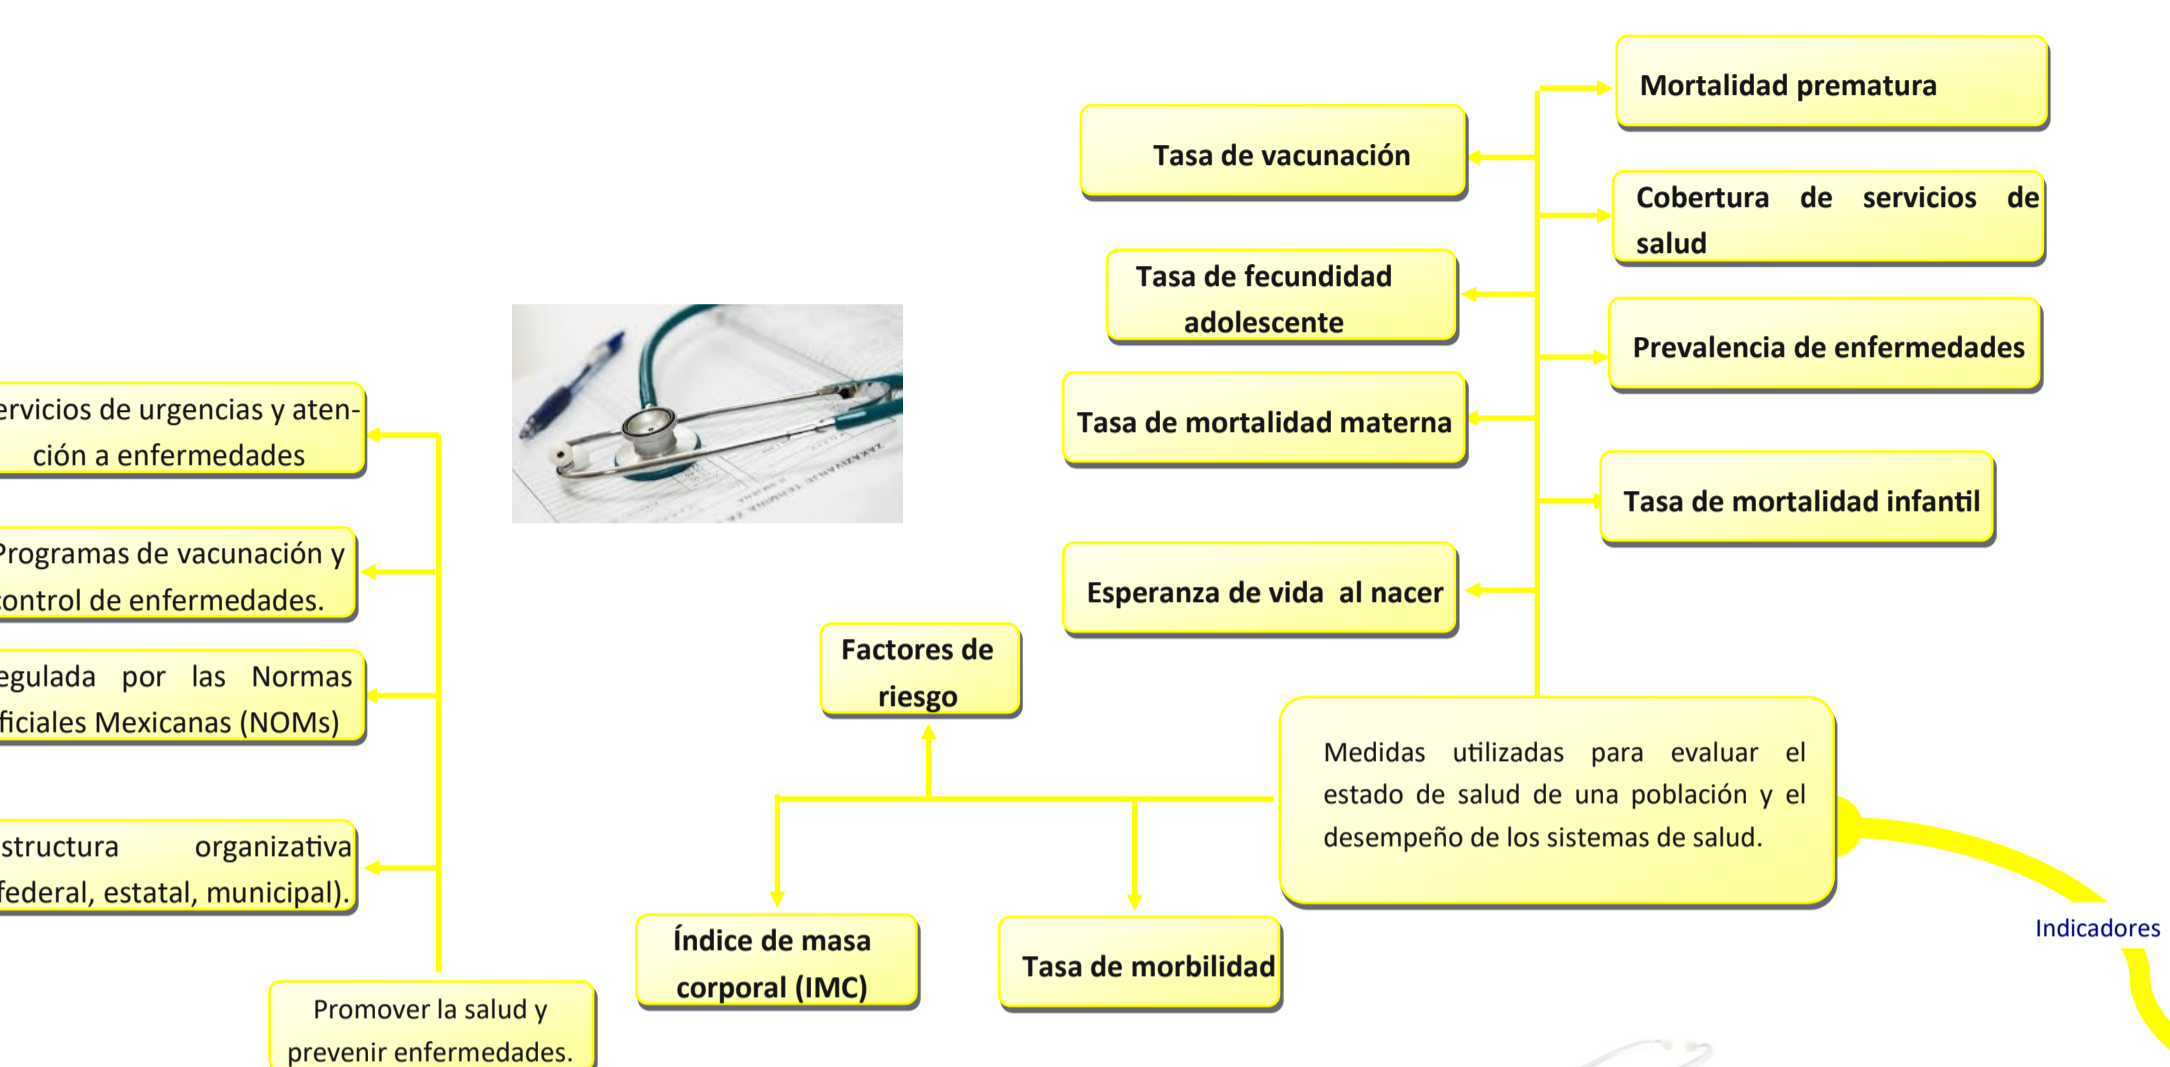 Mortalidad prematura
Tasa de vacunación
Cobertura de servicios de
salud
Tasa de fecundidad
adolescente
Prevalencia de enfermedades
Tasa de mortalidad materna
Tasa de mortalidad infantil
Esperanza de vida al nacer
Factores de
riesgo
Medidas utilizadas para evaluar el
estado de salud de una población y el
desempeño de los sistemas de salud.
Índice de masa
corporal (IMC)
Tasa de morbilidad
Indicadores
ervicios de urgencias y aten-
ción a enfermedades
Programas de vacunación y
control de enfermedades.
egulada por las Normas
ficiales Mexicanas (NOMs)
structura organizativa
federal, estatal, municipal).
Promover la salud y
prevenir enfermedades.
ZAKAZIVANJE TERMINA ZA